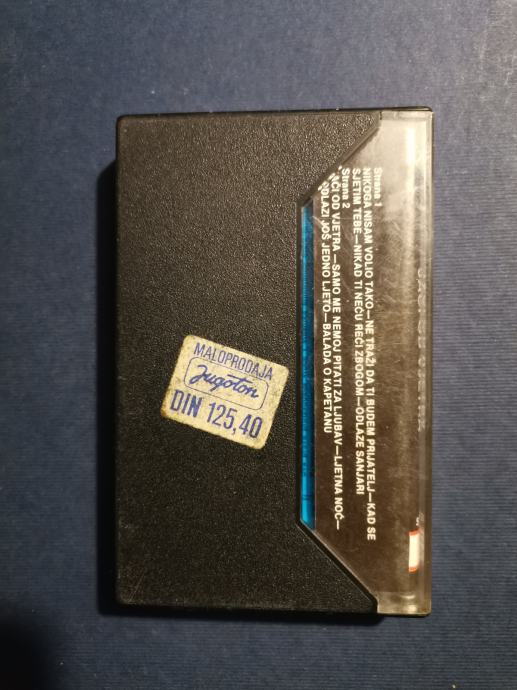 Strana 1
NIKOGA NISAM VOLIO TAKO—NE TRAŽI DA TI BUDEM PRIJATELJ—KAD SE
SJETIM TEBE—NIKAD TI NEĆU REĆI ZBOGOM—ODLAZE SANJARI
Strana 2
OD VJETRA—SAMO ME NEMOJ PITATI ZA LJUBAV—LJETNA NOĆ—
ODLAZI JOŠ JEDNO LJETO—BALADA O KAPETANU
MALOPRODAJA
Jugoton
DIN 125,40